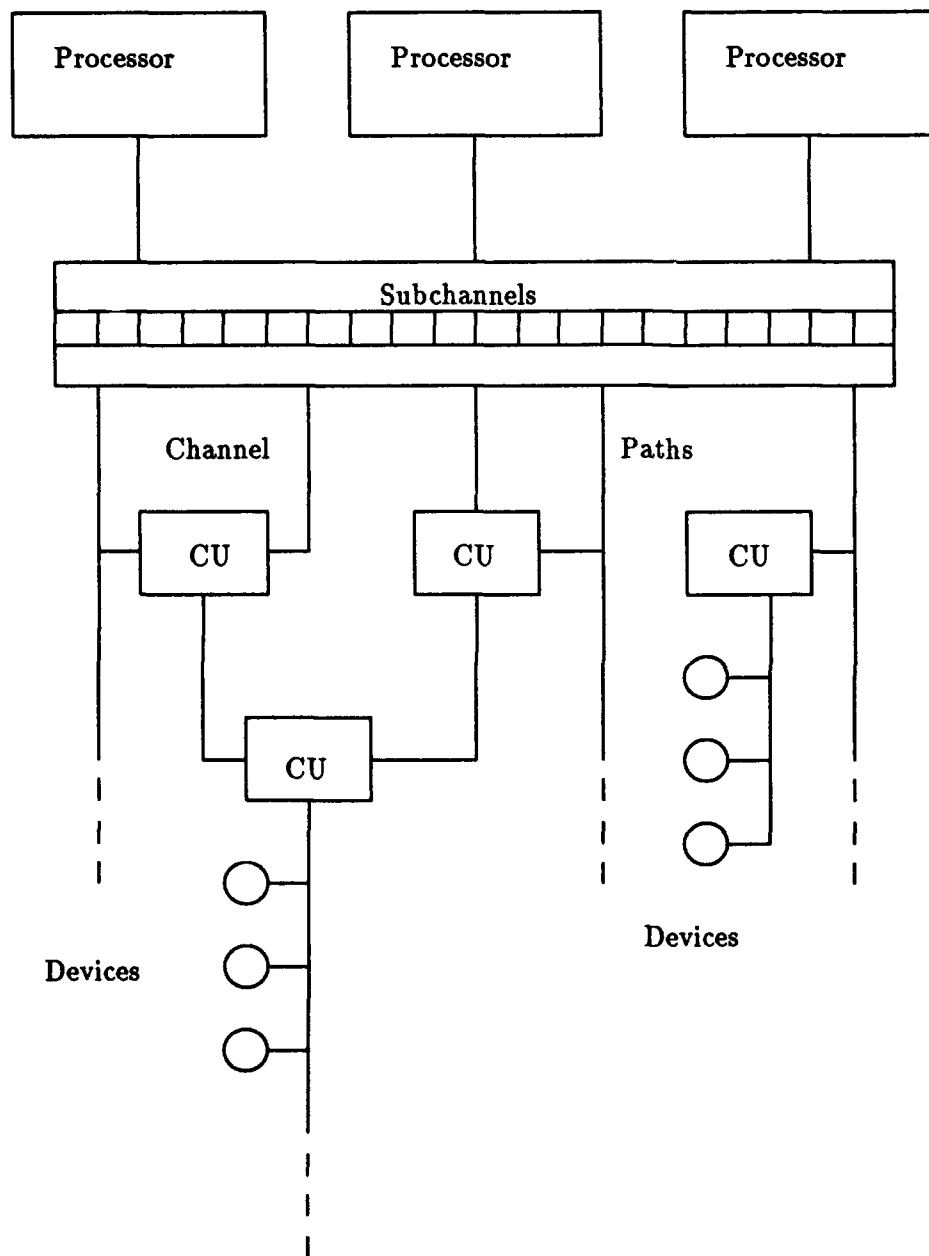 Processor
Processor
Processor
Subchannels
Channel
Paths
CU
CU
CU
CU
Devices
Devices